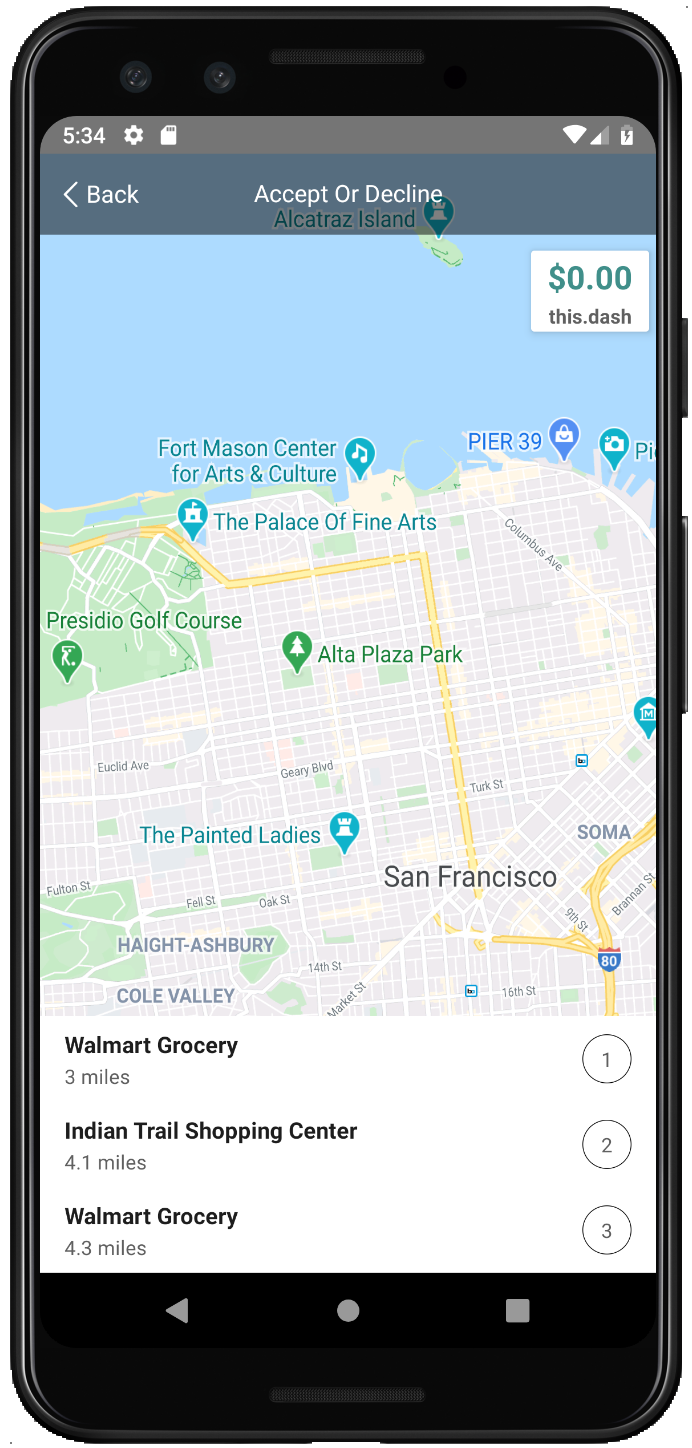 5:34
Back
Accept Or Decline
Alcatraz Island
$0.00
this.dash
Fort Mason Center
for Arts & Culture
PIER 39
Pi
The Palace Of Fine Arts
Columbus Ave
Presidio Golf Course
Alta Plaza Park
Euclid Ave
Geary Blvd
Turk St
The Painted Ladies
SOMA
San Francisco
Fulton St
Fell St
Oak St
9th St
Brannan St
HAIGHT-ASHBURY
14th St
80
COLE VALLEY
Market St
16th St
Walmart Grocery
1
3 miles
Indian Trail Shopping Center
2
4.1 miles
Walmart Grocery
3
4.3 miles